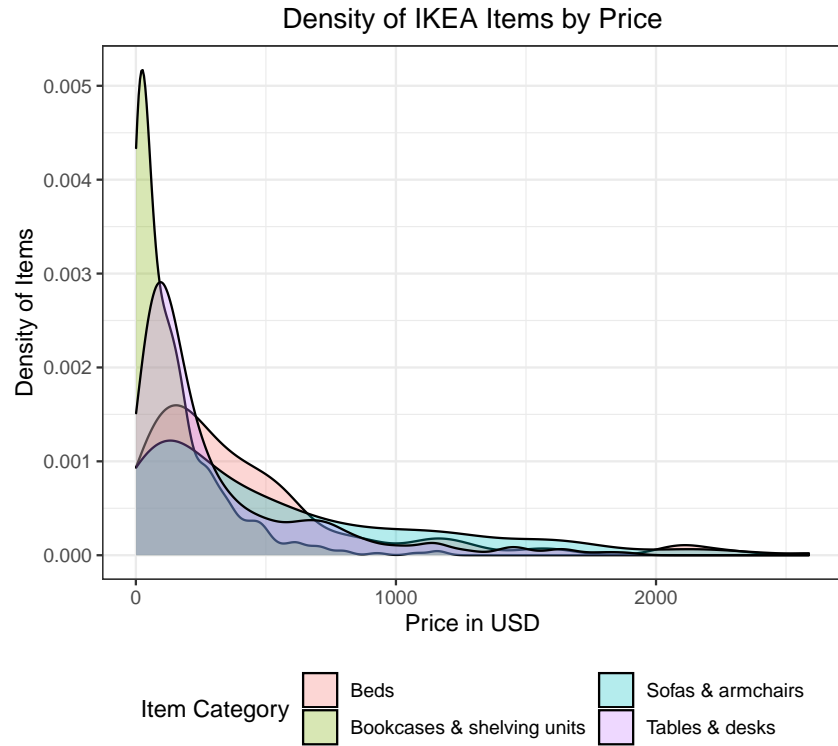 Density of IKEA Items by Price
Density of Items
0.005
0.004
0.003
0.002
0.001
0.000
0 1000 2000
Price in USD
Item Category
Beds
Bookcases & shelving units
Sofas & armchairs
Tables & desks